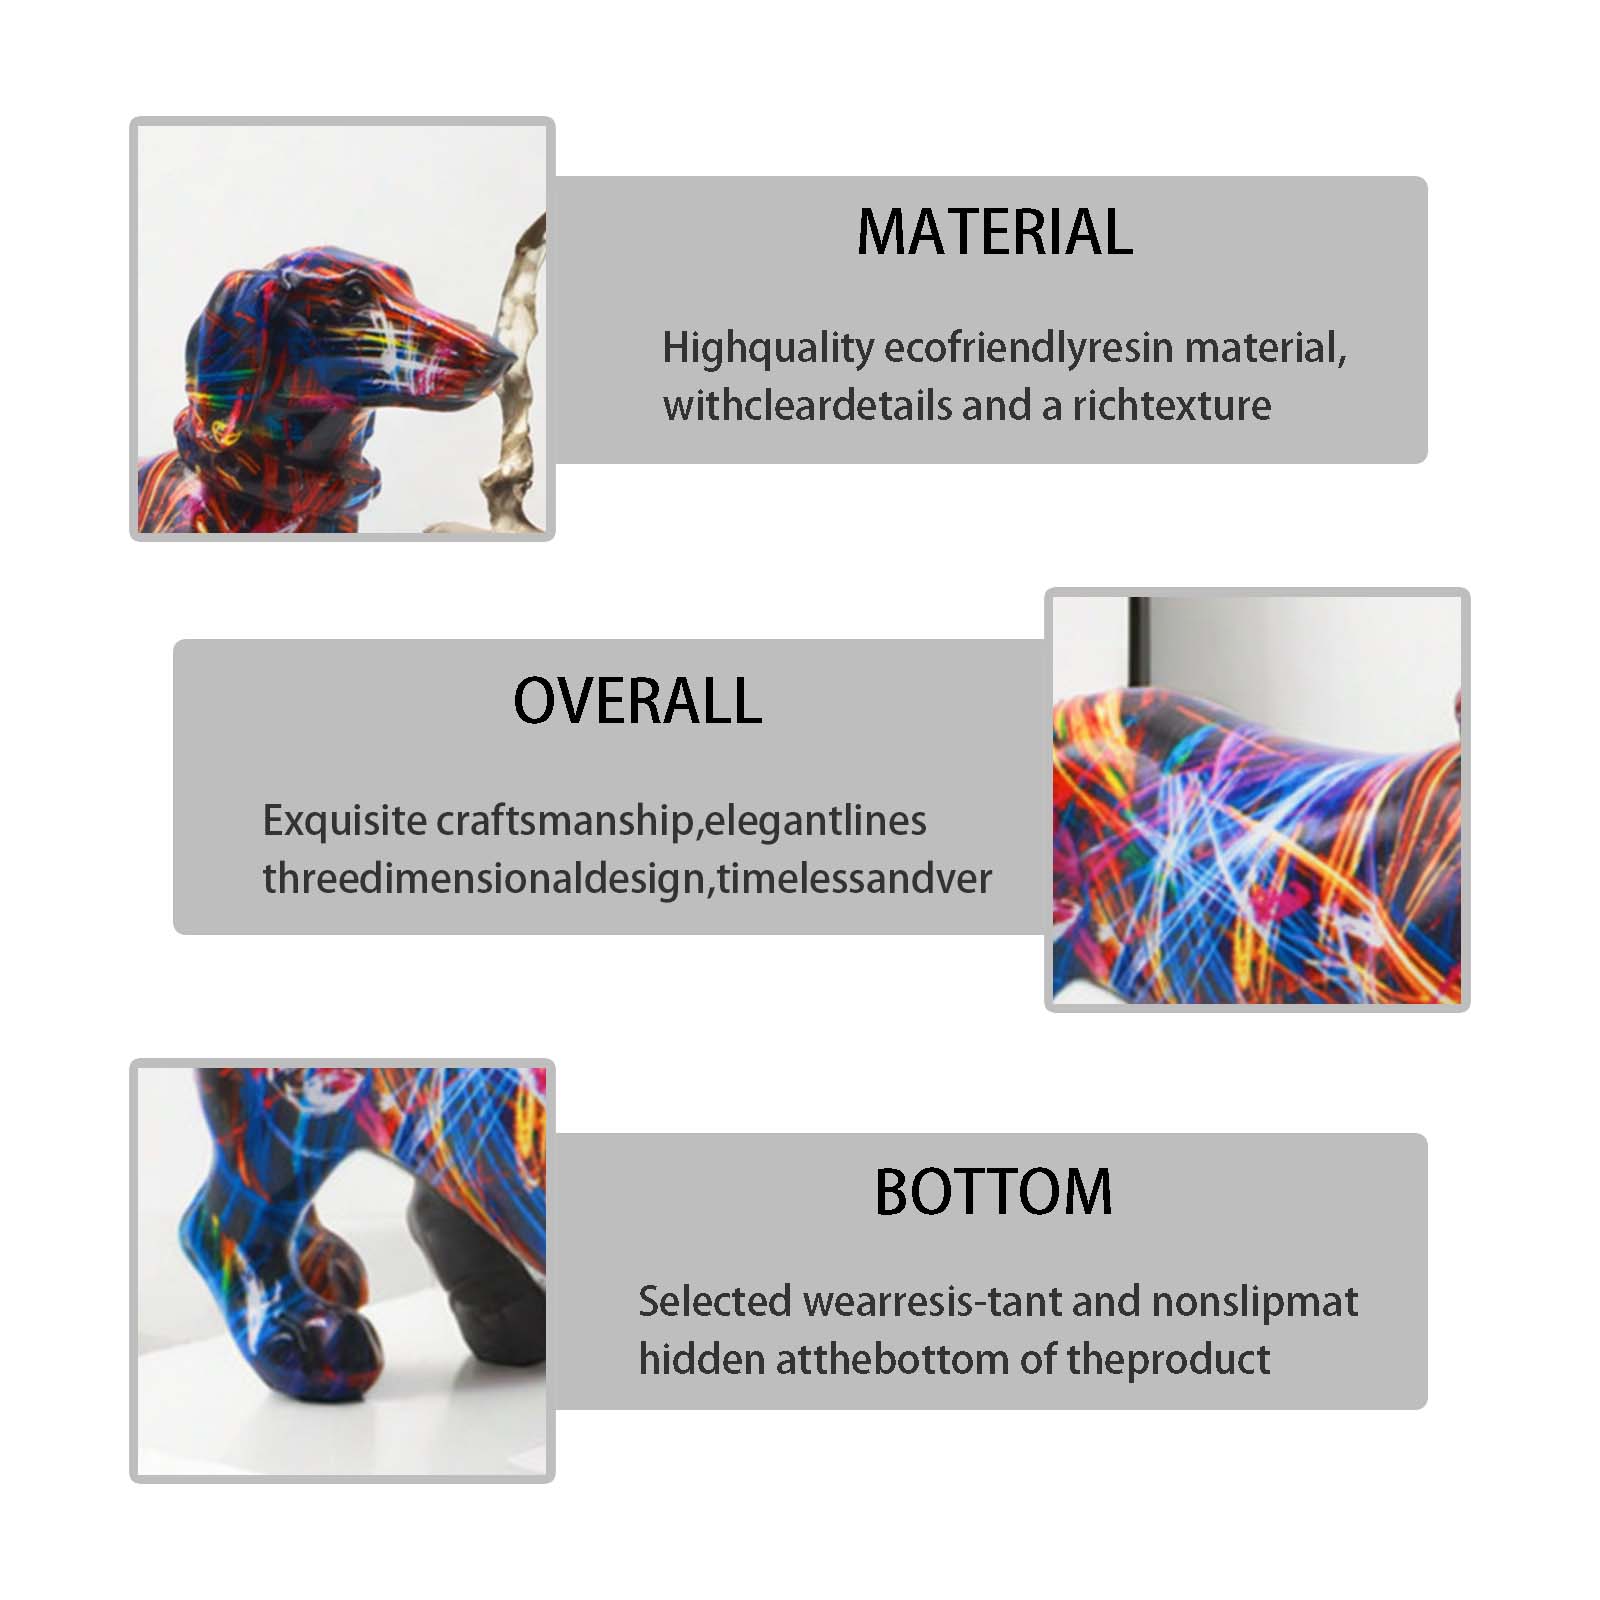 MATERIAL
Highquality ecofriendlyresin material,
withcleardetails and a richtexture
OVERALL
Exquisite craftsmanship,elegantlines
threedimensionaldesign,timelessandver
BOTTOM
Selected wearresis-tant and nonslipmat
hidden atthebottom of theproduct